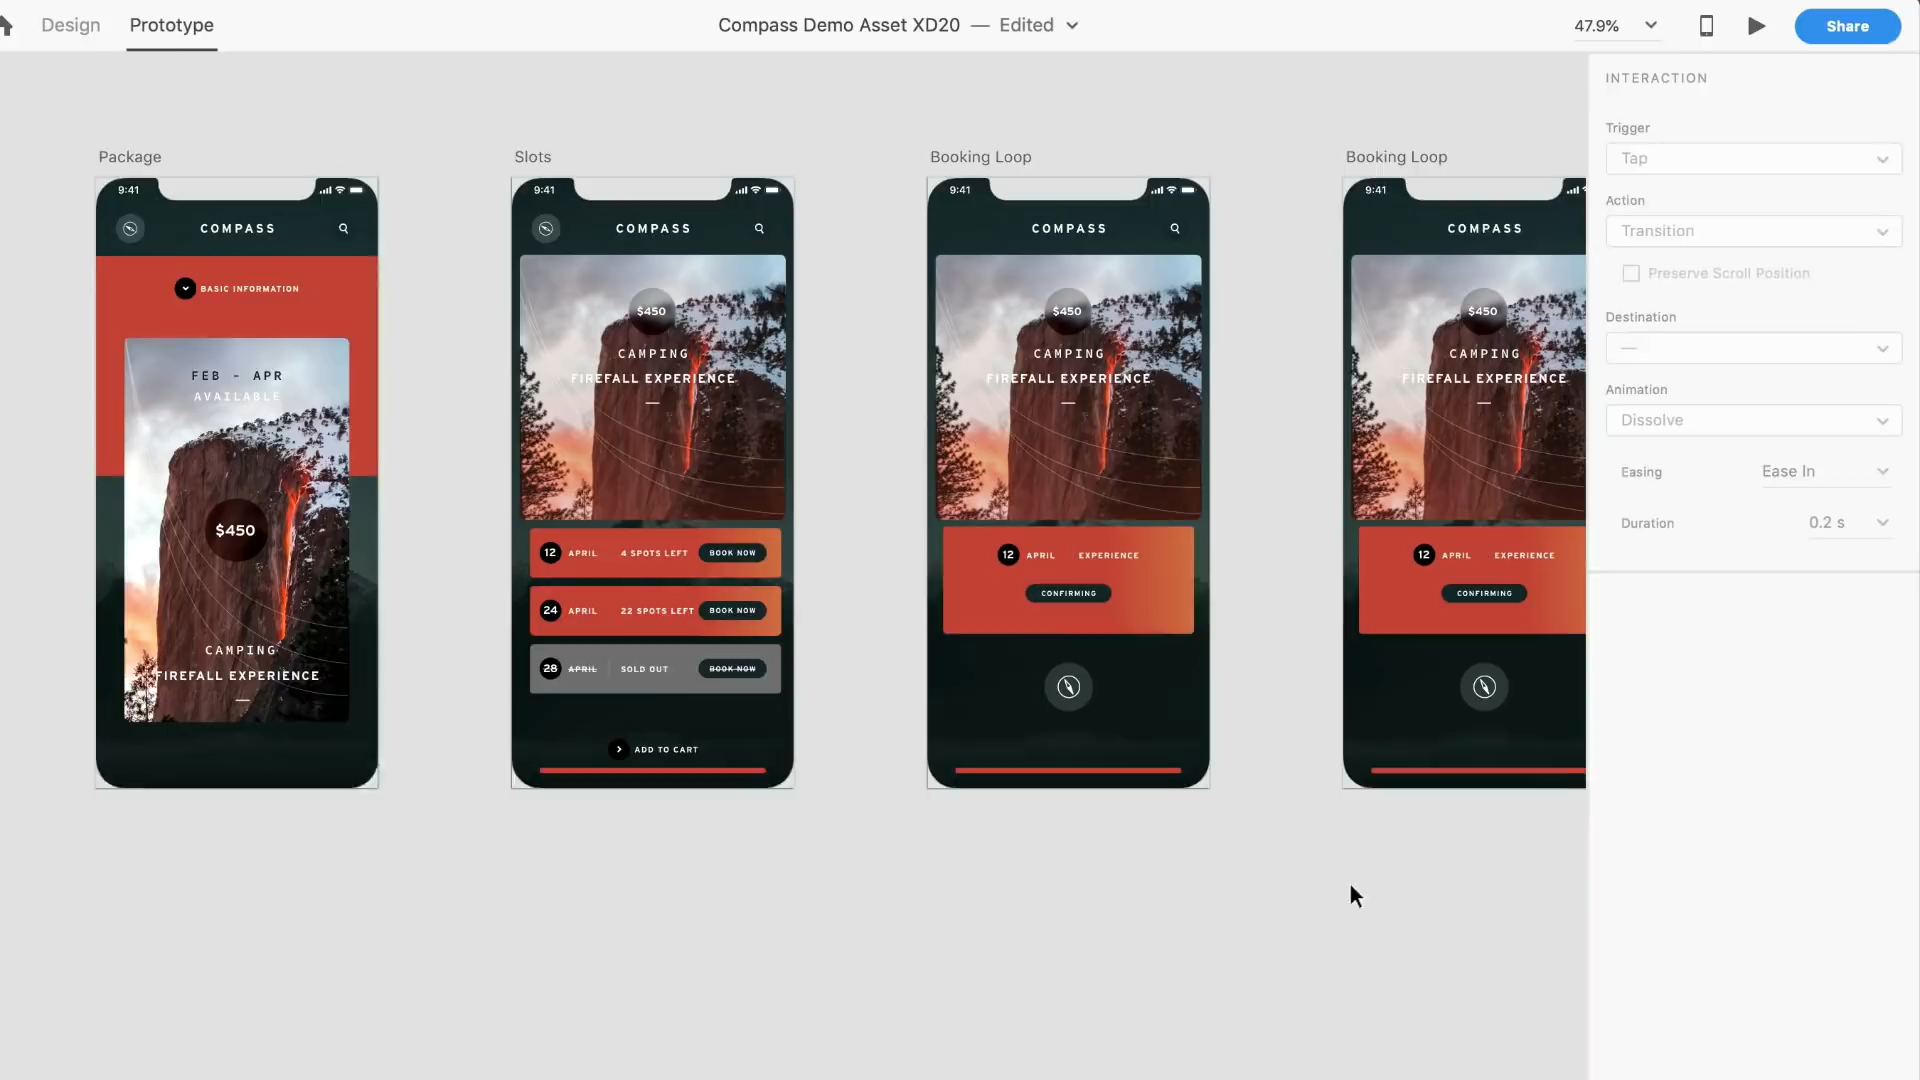 Design
Prototype
Compass Demo Asset XD20 — Edited
47.9%
Share
INTERACTION
Trigger
Tap
Action
Transition
Preserve Scroll Position
Destination
—
Animation
Dissolve
Easing
Ease In
Duration
0.2 s
Package
9:41
COMPASS
BASIC INFORMATION
FEB - APR
AVAILABLE
$450
CAMPING
FIREFALL EXPERIENCE
Slots
9:41
COMPASS
$450
CAMPING
FIREFALL EXPERIENCE
12 APRIL 4 SPOTS LEFT BOOK NOW
24 APRIL 22 SPOTS LEFT BOOK NOW
28 APRIL SOLD OUT BOOK NOW
ADD TO CART
Booking Loop
9:41
COMPASS
$450
CAMPING
FIREFALL EXPERIENCE
12 APRIL EXPERIENCE
CONFIRMING
Booking Loop
9:41
COMPASS
$450
CAMPING
FIREFALL EXPERIENCE
12 APRIL EXPERIENCE
CONFIRMING